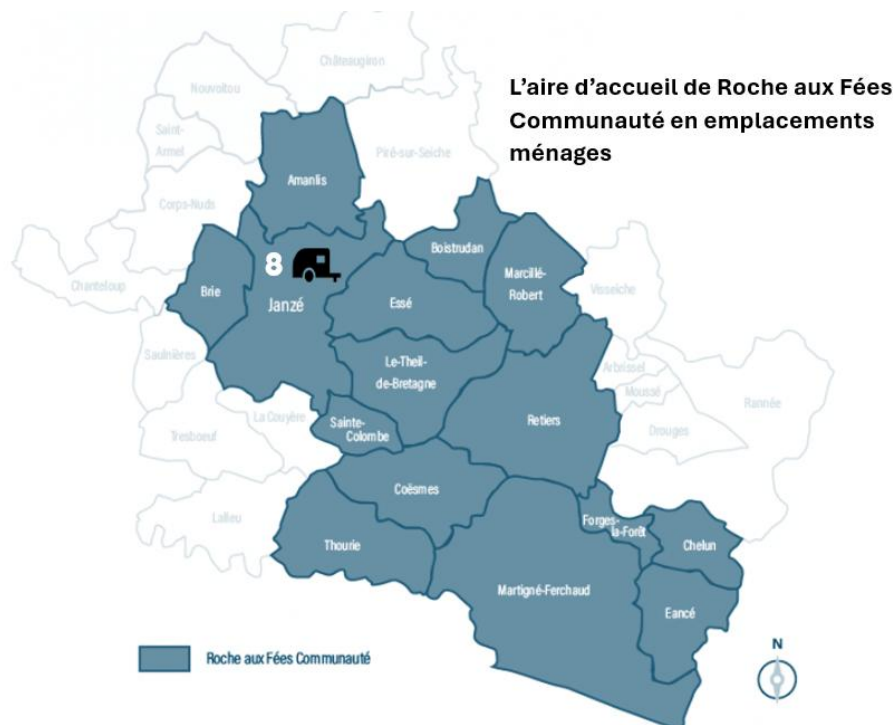 Châteaugiron
L’aire d’accueil de Roche aux Fées
Communauté en emplacements
ménages
Nouvoitou
Saint-
Armel
Piré-sur-Seiche
Amanlis
Corps-Nuds
Boistrudan
8
Marcillé-
Robert
Chanteloup
Brie
Janzé
Essé
Visseiche
Saulnières
Le-Theil-
de-Bretagne
Arbrissel
Moussé
Rannée
La Couyère
Sainte-
Colombe
Retiers
Tresboeuf
Drouges
Coësmes
Lalleu
Forges-
la-Forêt
Thourie
Chelun
Martigné-Ferchaud
Eancé
N
Roche aux Fées Communauté